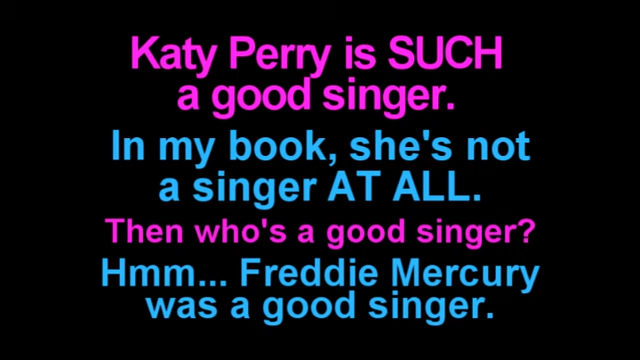 Katy Perry is SUCH
a good singer.
In my book, she's not
a singer AT ALL.
Then who's a good singer?
Hmm... Freddie Mercury
was a good singer.